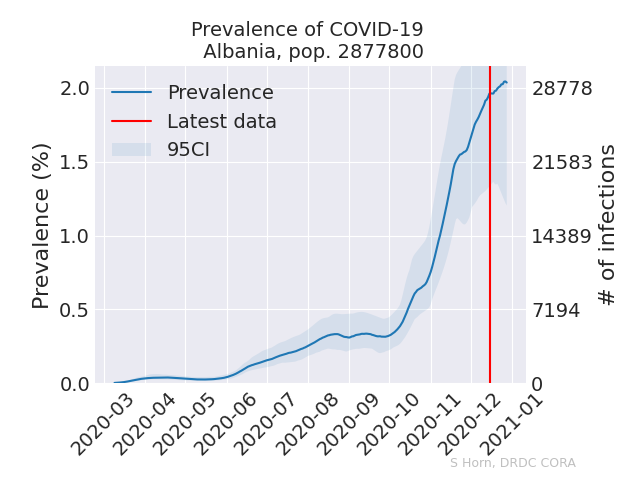 Prevalence of COVID-19
Albania, pop. 2877800
Prevalence
Latest data
95CI
Prevalence (%)
2.0
1.5
1.0
0.5
0.0
28778
21583
14389
7194
0
# of infections
2020-03
2020-04
2020-05
2020-06
2020-07
2020-08
2020-09
2020-10
2020-11
2020-12
2021-01
S Horn, DRDC CORA